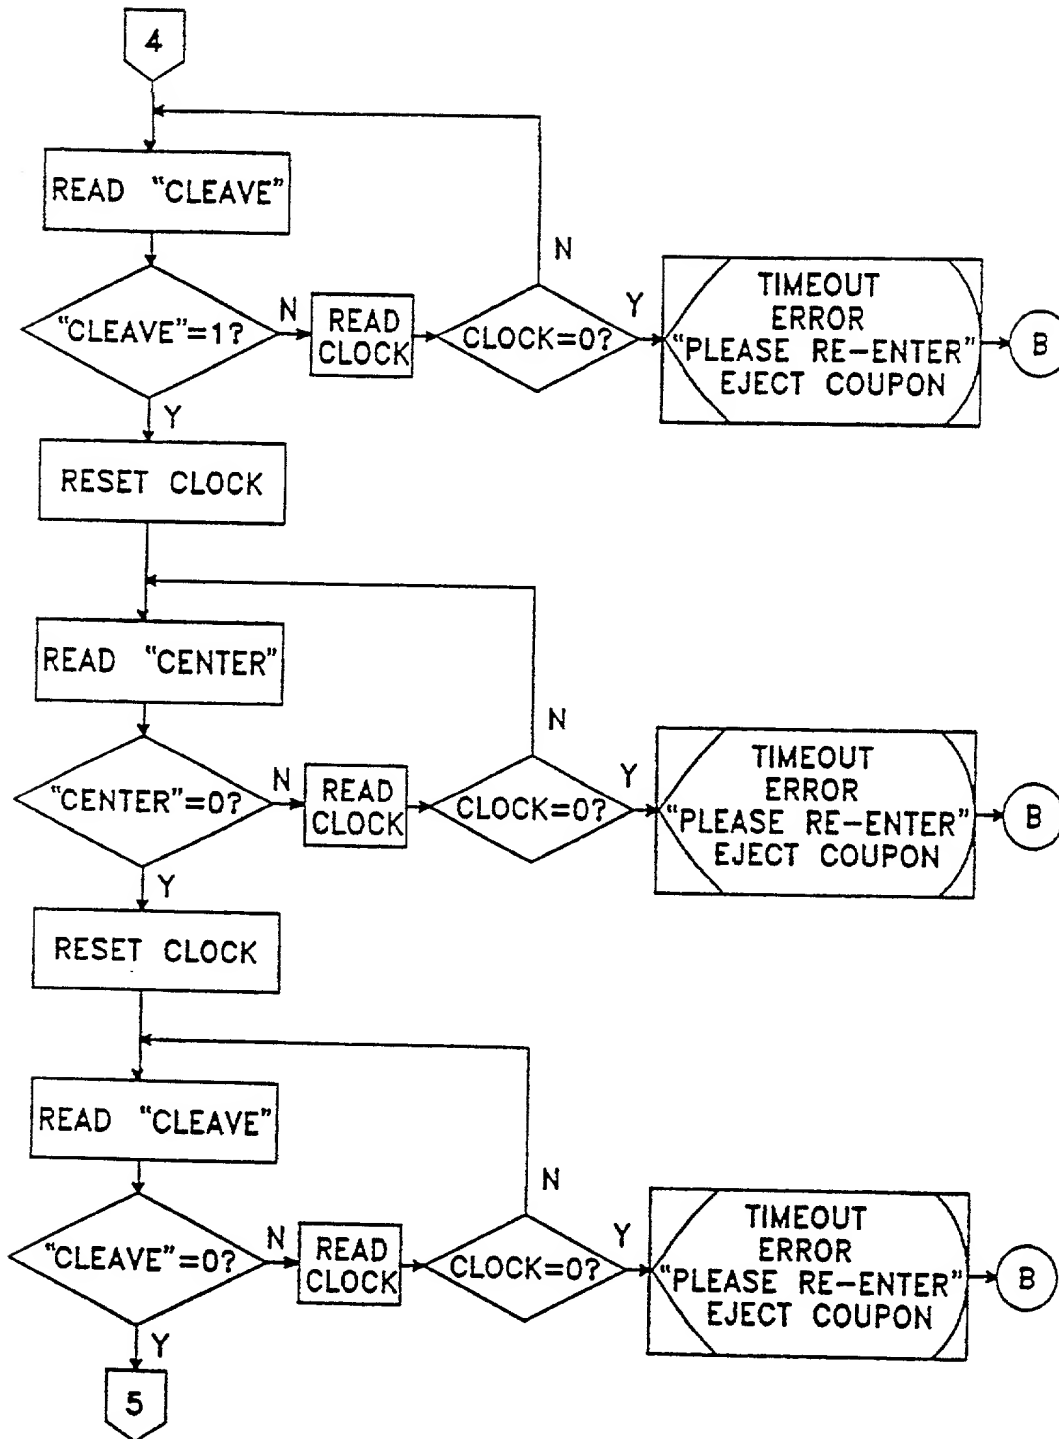 4
READ "CLEAVE"
"CLEAVE"=1?
N
READ
CLOCK
CLOCK=0?
N
Y
TIMEOUT
ERROR
"PLEASE RE-ENTER"
EJECT COUPON
B
Y
RESET CLOCK
READ "CENTER"
"CENTER"=0?
N
READ
CLOCK
CLOCK=0?
N
Y
TIMEOUT
ERROR
"PLEASE RE-ENTER"
EJECT COUPON
B
Y
RESET CLOCK
READ "CLEAVE"
"CLEAVE"=0?
N
READ
CLOCK
CLOCK=0?
N
Y
TIMEOUT
ERROR
"PLEASE RE-ENTER"
EJECT COUPON
B
Y
5